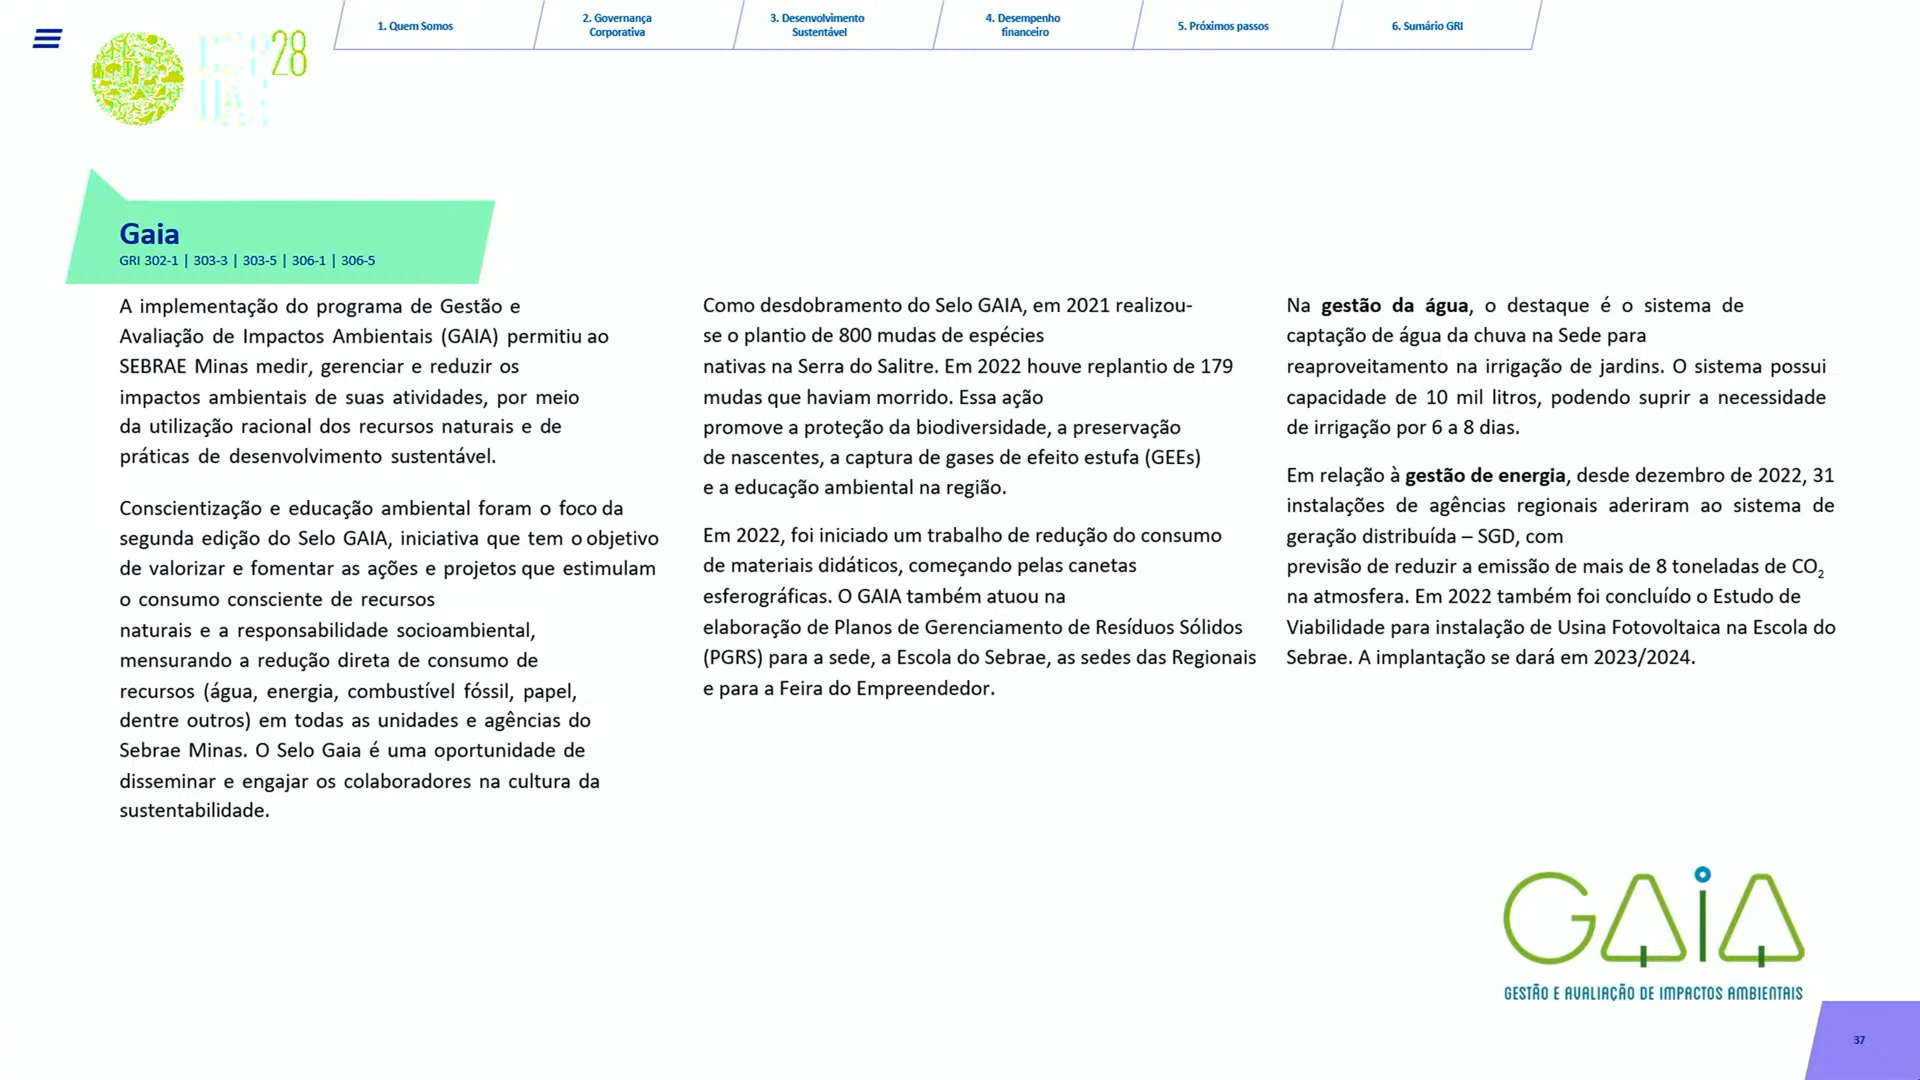 1. Quem Somos
2. Governança
Corporativa
3. Desenvolvimento
Sustentável
4. Desempenho
financeiro
5. Próximos passos
6. Sumário GRI
28
Gaia
GRI 302-1 | 303-3 | 303-5 | 306-1 | 306-5
A implementação do programa de Gestão e
Avaliação de Impactos Ambientais (GAIA) permitiu ao
SEBRAE Minas medir, gerenciar e reduzir os
impactos ambientais de suas atividades, por meio
da utilização racional dos recursos naturais e de
práticas de desenvolvimento sustentável.
Conscientização e educação ambiental foram o foco da
segunda edição do Selo GAIA, iniciativa que tem o objetivo
de valorizar e fomentar as ações e projetos que estimulam
o consumo consciente de recursos
naturais e a responsabilidade socioambiental,
mensurando a redução direta de consumo de
recursos (água, energia, combustível fóssil, papel,
dentre outros) em todas as unidades e agências do
Sebrae Minas. O Selo Gaia é uma oportunidade de
disseminar e engajar os colaboradores na cultura da
sustentabilidade.
Como desdobramento do Selo GAIA, em 2021 realizou-
se o plantio de 800 mudas de espécies
nativas na Serra do Salitre. Em 2022 houve replantio de 179
mudas que haviam morrido. Essa ação
promove a proteção da biodiversidade, a preservação
de nascentes, a captura de gases de efeito estufa (GEEs)
e a educação ambiental na região.
Em 2022, foi iniciado um trabalho de redução do consumo
de materiais didáticos, começando pelas canetas
esferográficas. O GAIA também atuou na
elaboração de Planos de Gerenciamento de Resíduos Sólidos
(PGRS) para a sede, a Escola do Sebrae, as sedes das Regionais
e para a Feira do Empreendedor.
Na gestão da água, o destaque é o sistema de
captação de água da chuva na Sede para
reaproveitamento na irrigação de jardins. O sistema possui
capacidade de 10 mil litros, podendo suprir a necessidade
de irrigação por 6 a 8 dias.
Em relação à gestão de energia, desde dezembro de 2022, 31
instalações de agências regionais aderiram ao sistema de
geração distribuída – SGD, com
previsão de reduzir a emissão de mais de 8 toneladas de CO₂
na atmosfera. Em 2022 também foi concluído o Estudo de
Viabilidade para instalação de Usina Fotovoltaica na Escola do
Sebrae. A implantação se dará em 2023/2024.
GAiA
GESTÃO E AVALIAÇÃO DE IMPACTOS AMBIENTAIS
37